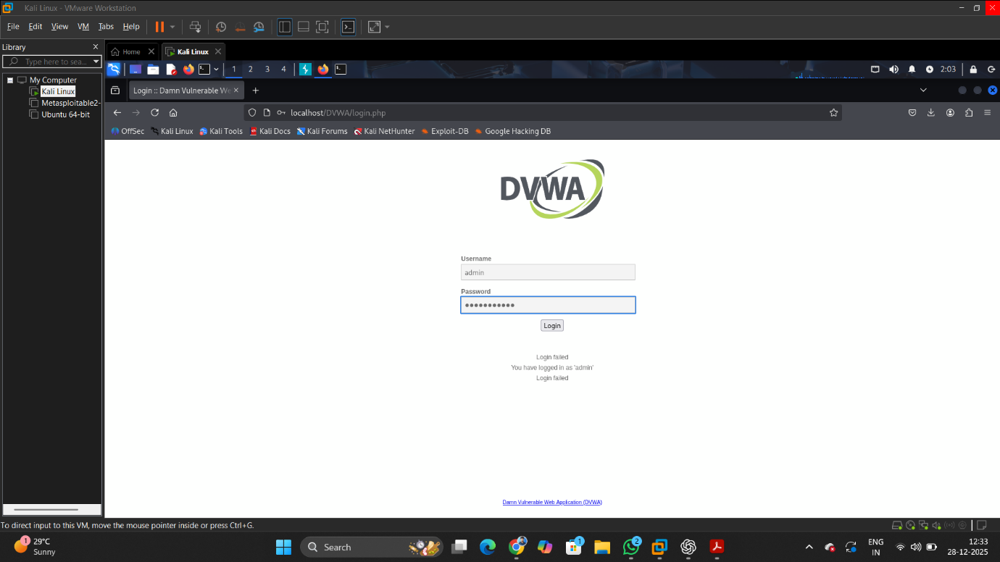 Kali Linux - VMware Workstation
File Edit View VM Tabs Help
Library
Type here to sea...
My Computer
Kali Linux
Metasploitable2-
Ubuntu 64-bit
Home
Kali Linux
1 2 3 4
2:03
Login :: Damn Vulnerable We
localhost/DVWA/login.php
OffSec Kali Linux Kali Tools Kali Docs Kali Forums Kali NetHunter Exploit-DB Google Hacking DB
DVWA
Username
admin
Password
Login
Login failed
You have logged in as 'admin'
Login failed
Damn Vulnerable Web Application (DVWA)
To direct input to this VM, move the mouse pointer inside or press Ctrl+G.
1
29°C
Sunny
Search
1
2
ENG
IN
12:33
28-12-2025